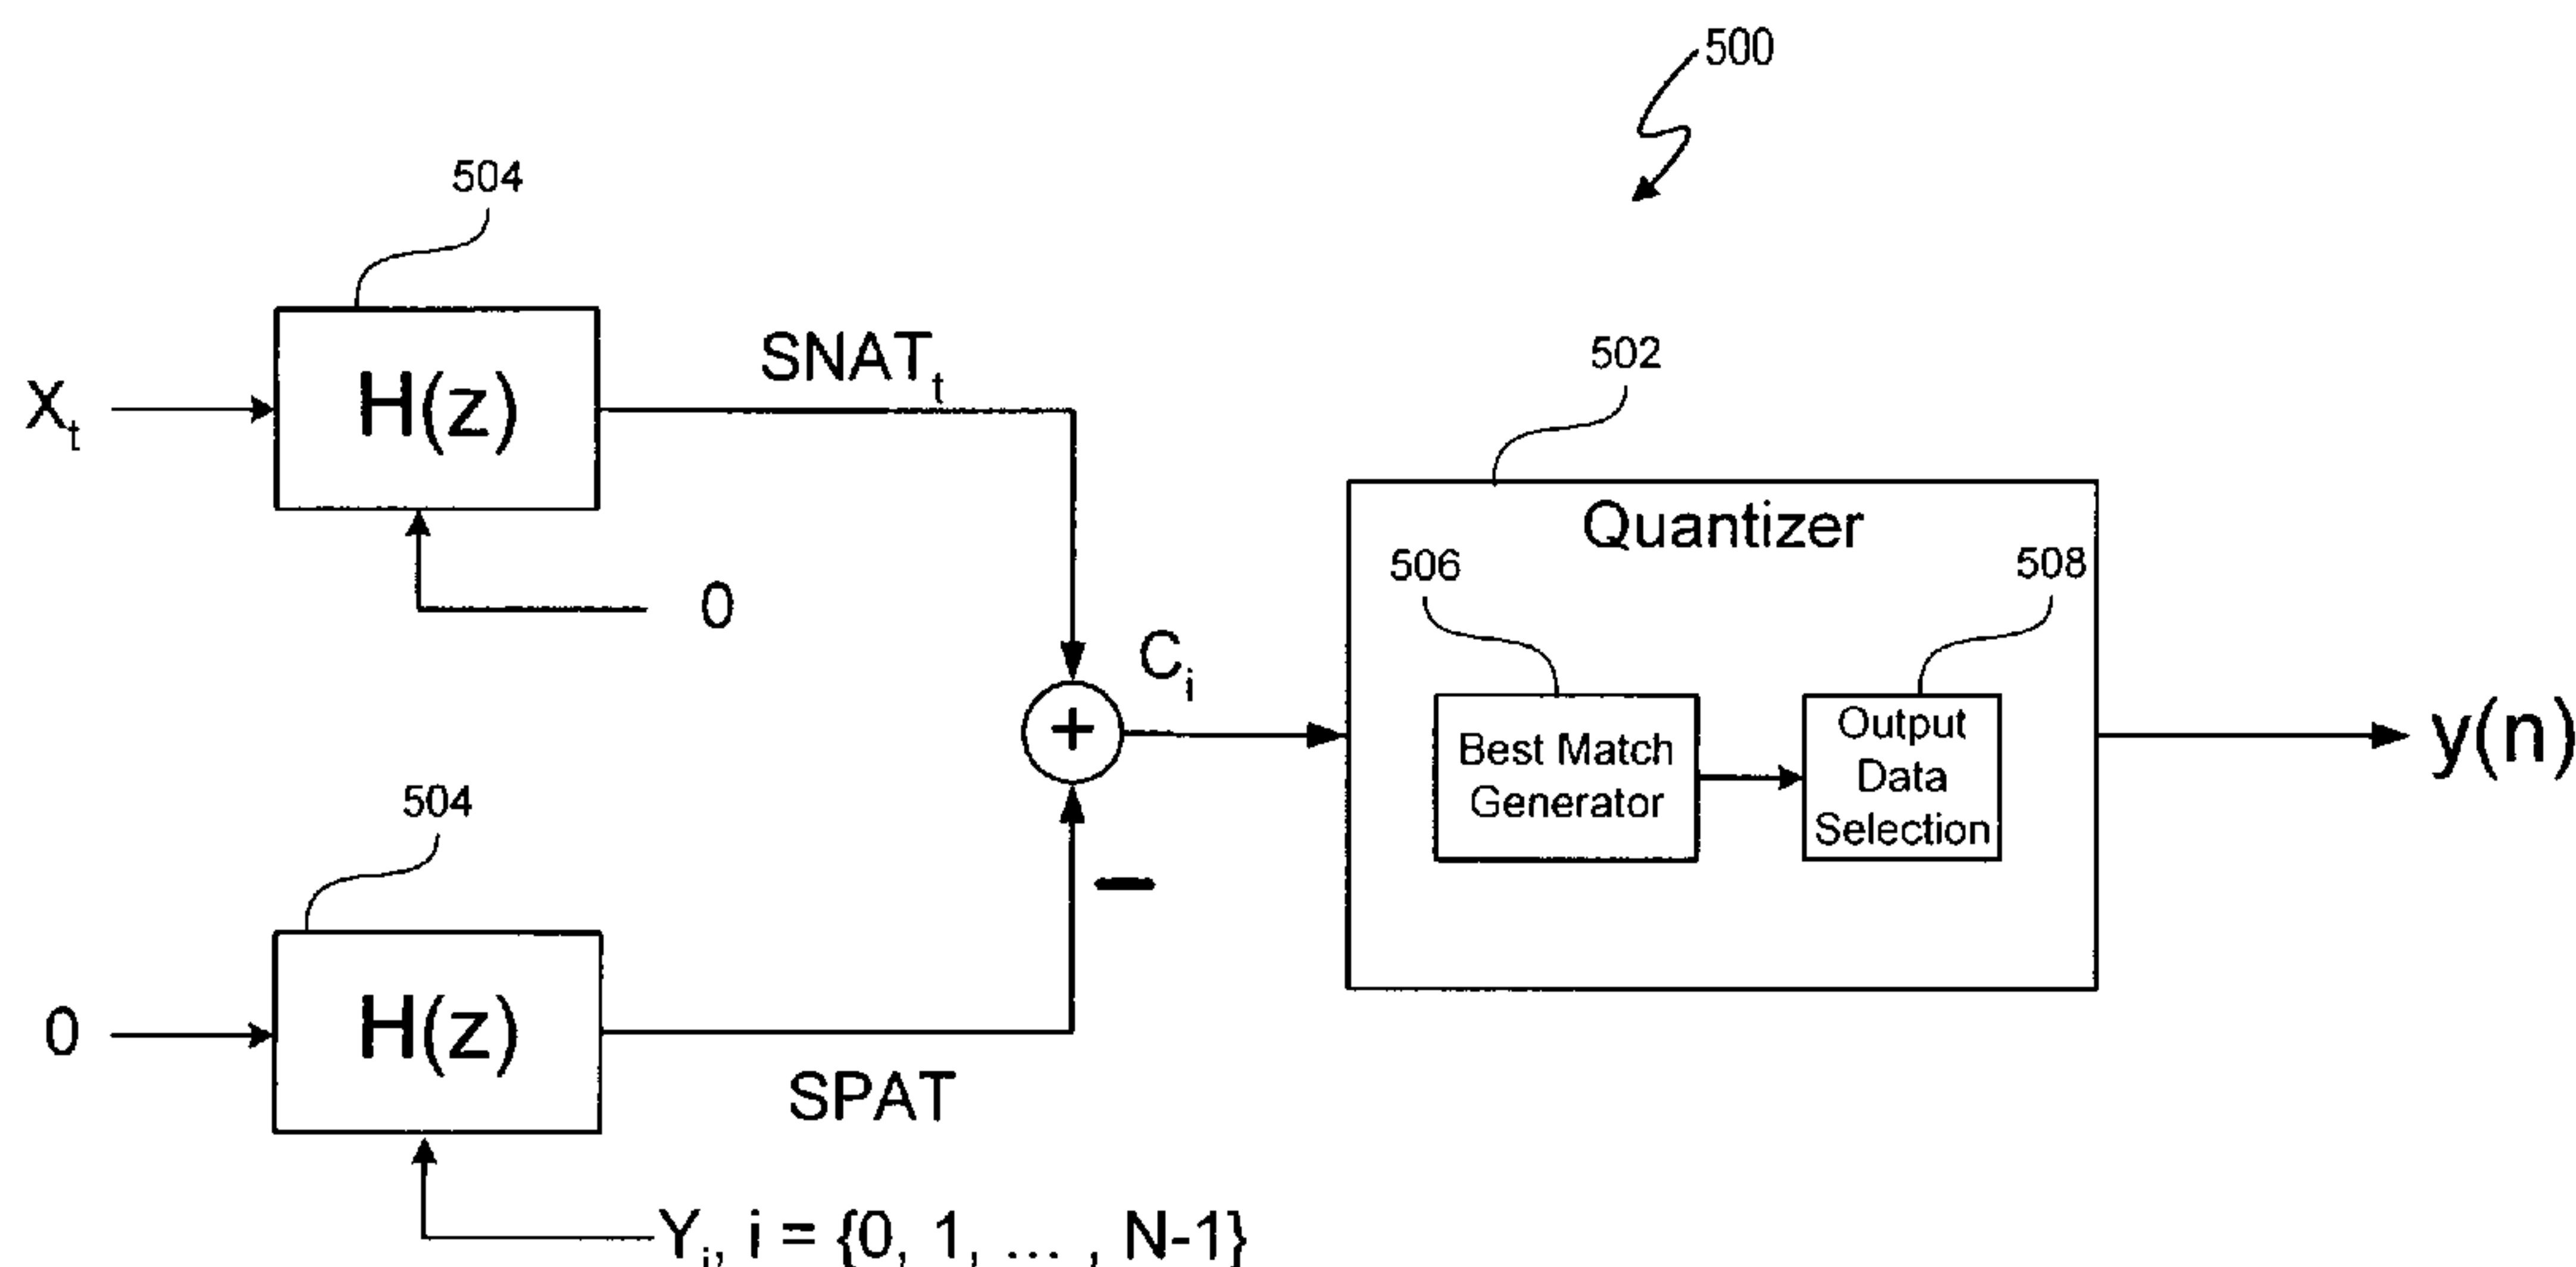 500
504
X_t
H(z)
SNAT_t
0
502
Quantizer
506
508
C_i
+
Best Match
Generator
Output
Data
Selection
y(n)
504
−
0
H(z)
SPAT
Y_i, i = {0, 1, ... , N-1}